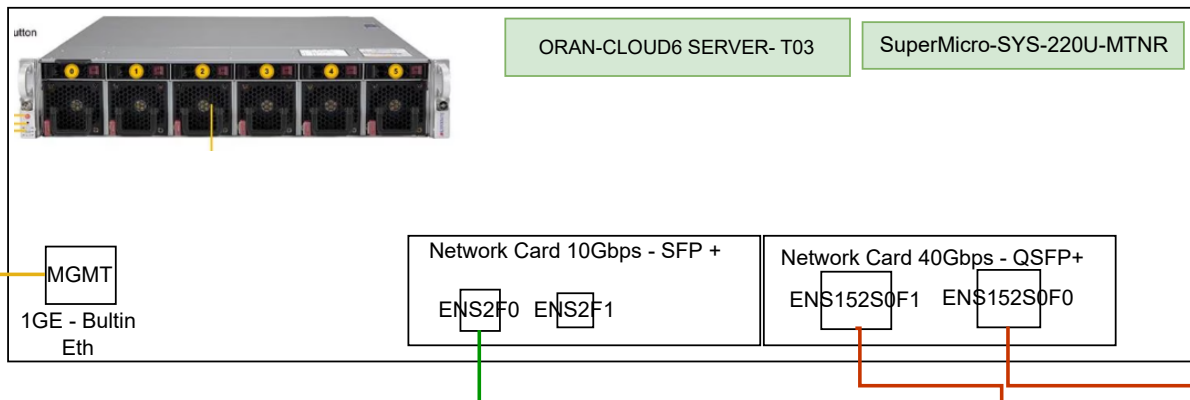 utton
ORAN-CLOUD6 SERVER- T03
SuperMicro-SYS-220U-MTNR
0 1 2 3 4 5
MGMT
1GE - Bultin
Eth
Network Card 10Gbps - SFP +
ENS2F0 ENS2F1
Network Card 40Gbps - QSFP+
ENS152S0F1 ENS152S0F0